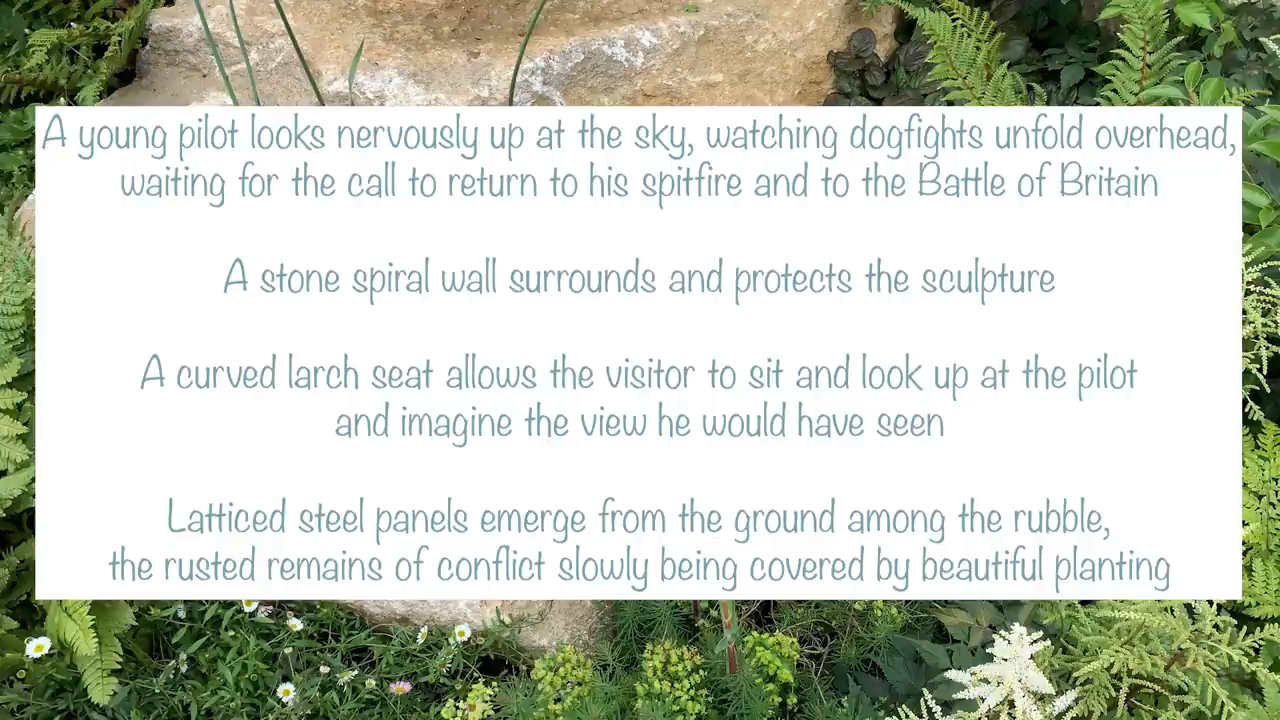 A young pilot looks nervously up at the sky, watching dogfights unfold overhead,
waiting for the call to return to his spitfire and to the Battle of Britain
A stone spiral wall surrounds and protects the sculpture
A curved larch seat allows the visitor to sit and look up at the pilot
and imagine the view he would have seen
Latticed steel panels emerge from the ground among the rubble,
the rusted remains of conflict slowly being covered by beautiful planting